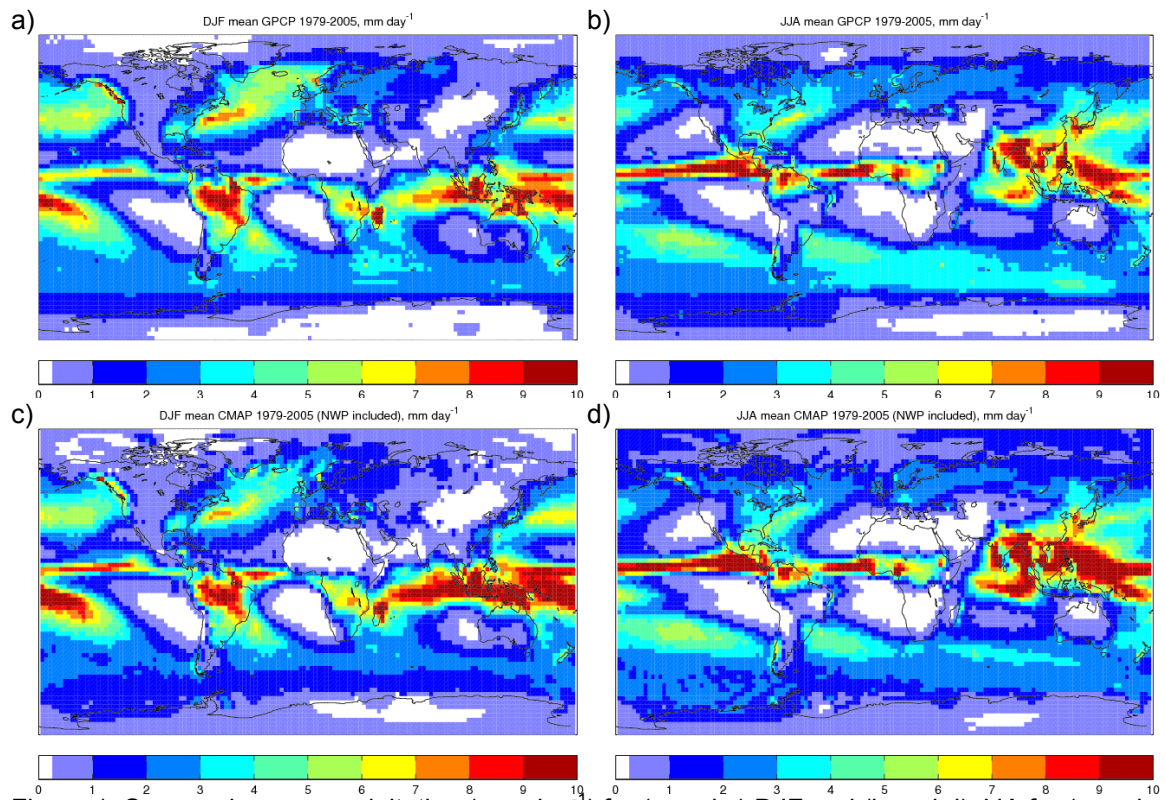 a)
DJF mean GPCP 1979-2005, mm day⁻¹
b)
JJA mean GPCP 1979-2005, mm day⁻¹
0 1 2 3 4 5 6 7 8 9 10
0 1 2 3 4 5 6 7 8 9 10
c)
DJF mean CMAP 1979-2005 (NWP included), mm day⁻¹
d)
JJA mean CMAP 1979-2005 (NWP included), mm day⁻¹
0 1 2 3 4 5 6 7 8 9 10
0 1 2 3 4 5 6 7 8 9 10